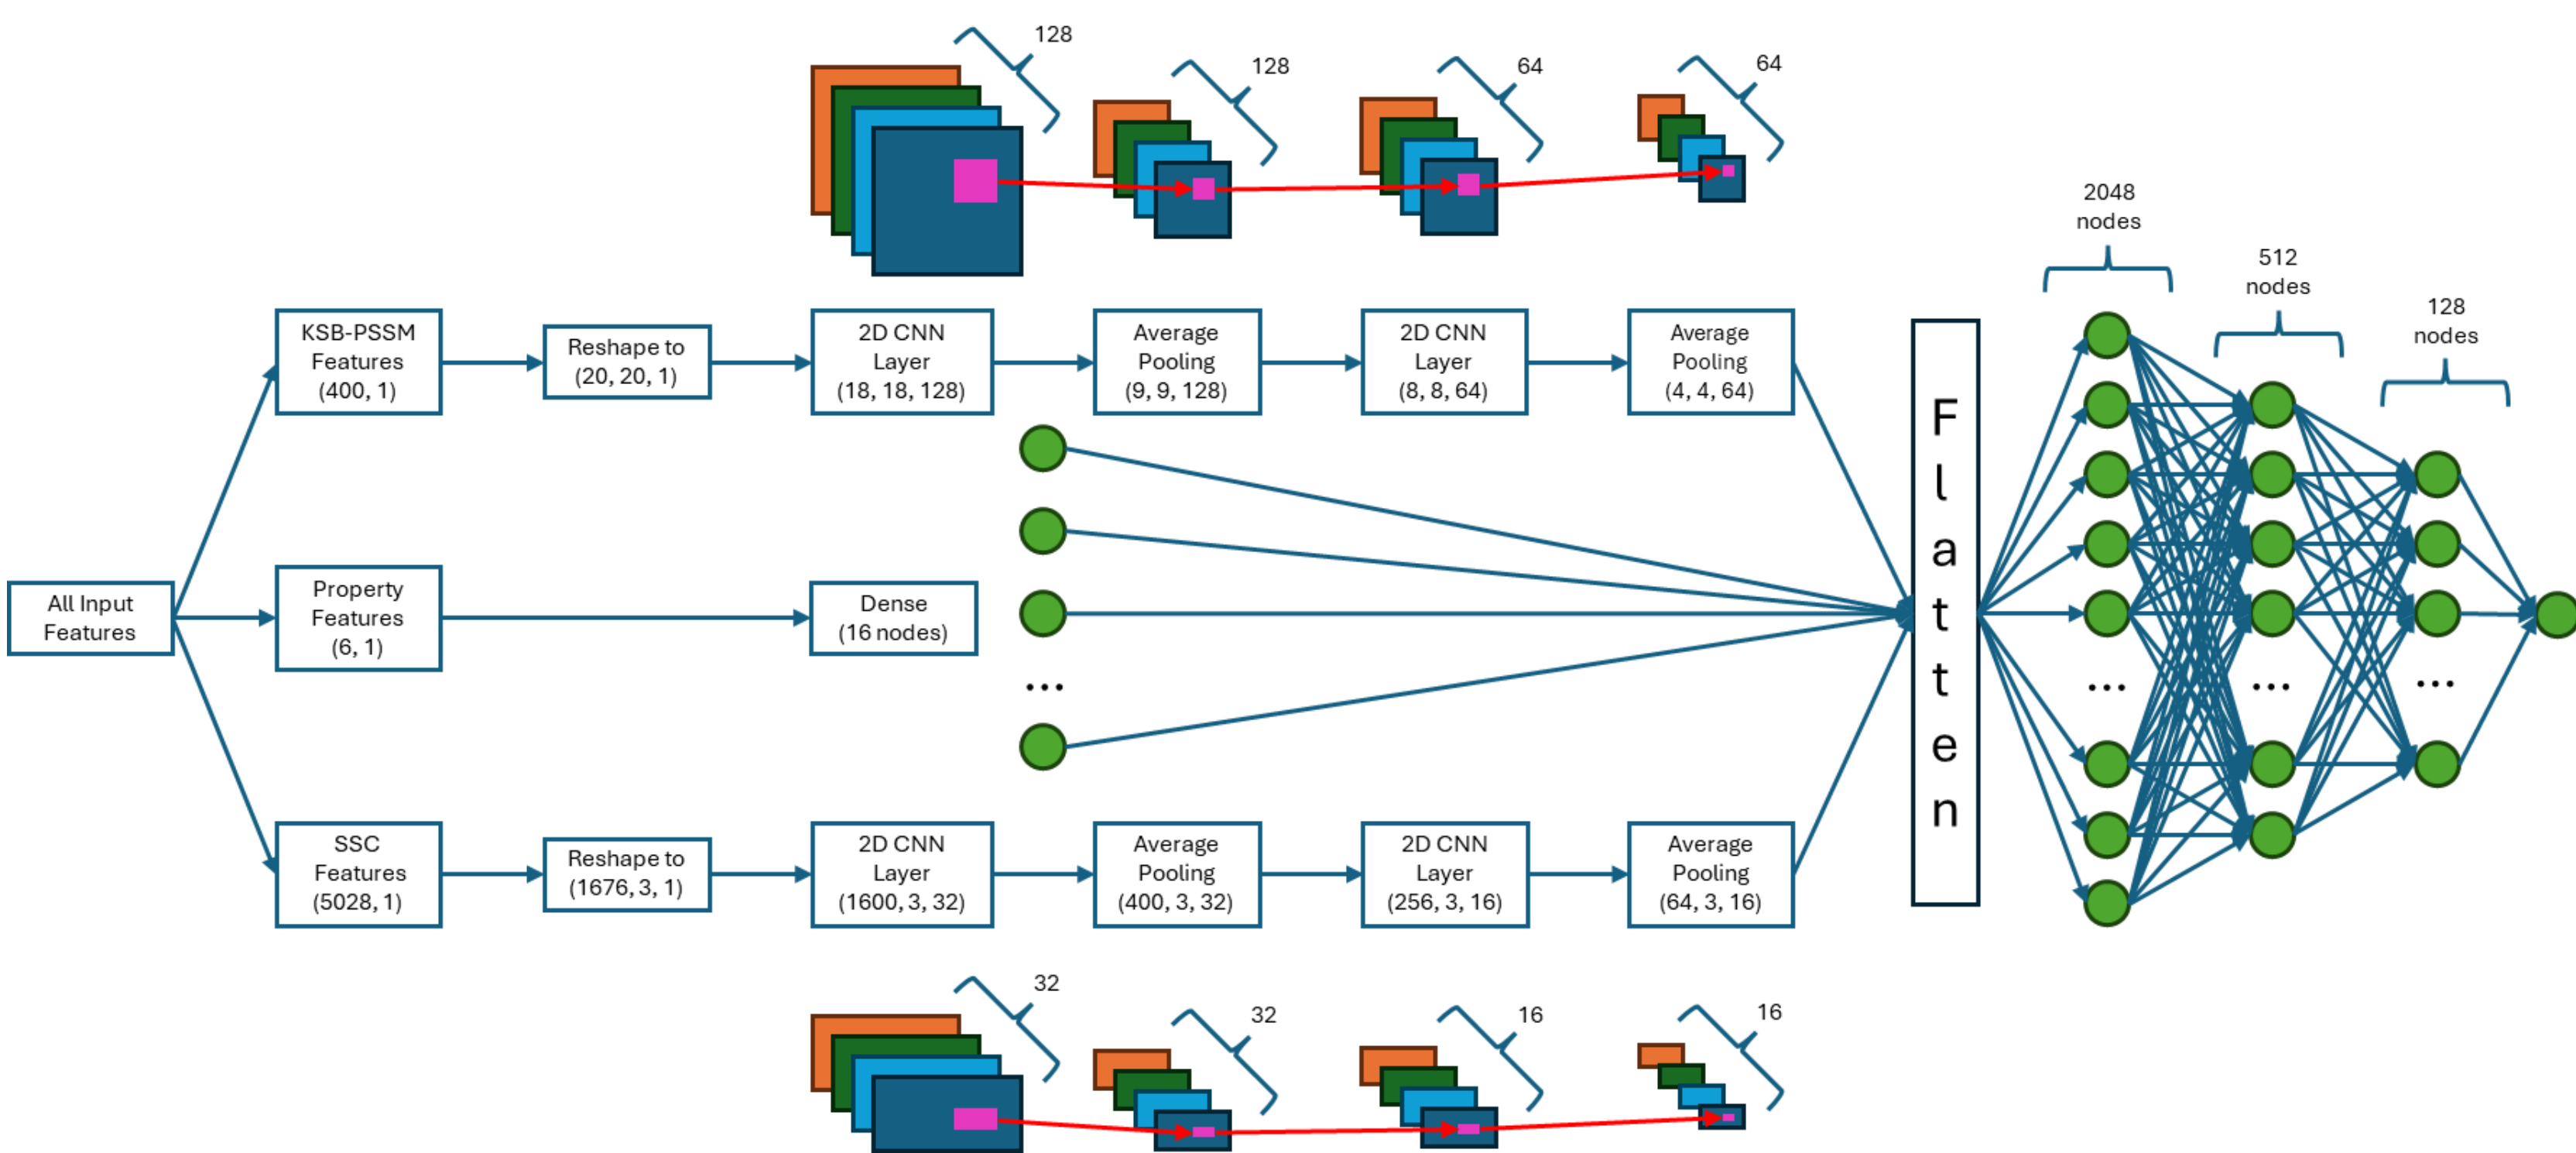 128
128
64
64
2048
nodes
512
nodes
128
nodes
KSB-PSSM
Features
(400, 1)
Reshape to
(20, 20, 1)
2D CNN
Layer
(18, 18, 128)
Average
Pooling
(9, 9, 128)
2D CNN
Layer
(8, 8, 64)
Average
Pooling
(4, 4, 64)
All Input
Features
Property
Features
(6, 1)
Dense
(16 nodes)
...
F
l
a
t
t
e
n
...
...
...
SSC
Features
(5028, 1)
Reshape to
(1676, 3, 1)
2D CNN
Layer
(1600, 3, 32)
Average
Pooling
(400, 3, 32)
2D CNN
Layer
(256, 3, 16)
Average
Pooling
(64, 3, 16)
32
32
16
16